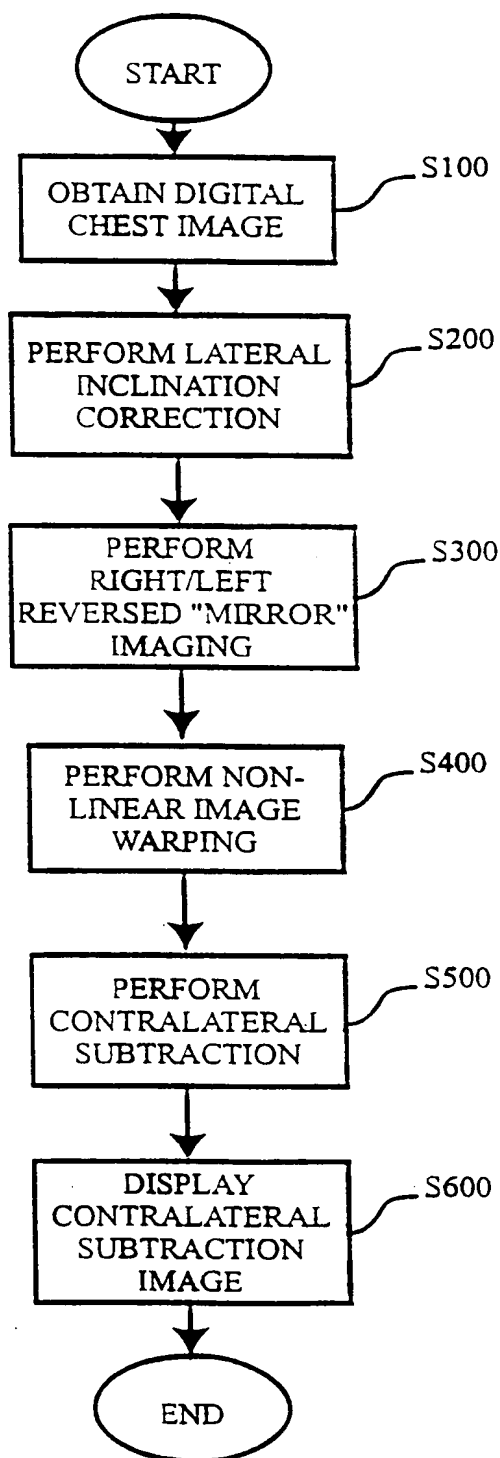 START
OBTAIN DIGITAL
CHEST IMAGE
S100
PERFORM LATERAL
INCLINATION
CORRECTION
S200
PERFORM
RIGHT/LEFT
REVERSED "MIRROR"
IMAGING
S300
PERFORM NON-
LINEAR IMAGE
WARPING
S400
PERFORM
CONTRALATERAL
SUBTRACTION
S500
DISPLAY
CONTRALATERAL
SUBTRACTION
IMAGE
S600
END